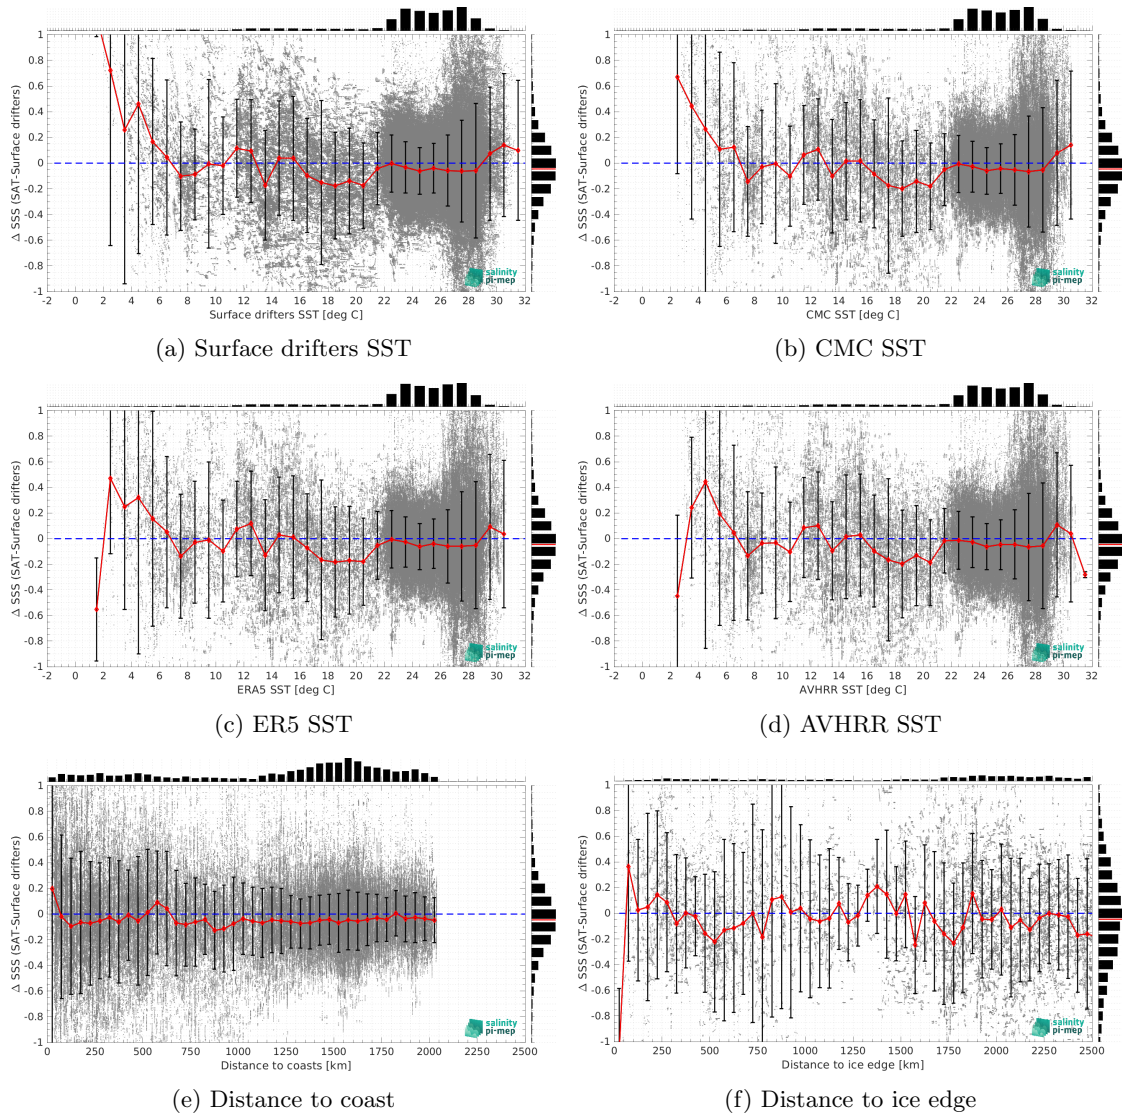 1
0.8
0.6
0.4
0.2
0
-0.2
-0.4
-0.6
-0.8
-1
Δ SSS (SAT-Surface drifters)
-2 0 2 4 6 8 10 12 14 16 18 20 22 24 26 28 30 32
Surface drifters SST [deg C]
salinity
pi-mep
(a) Surface drifters SST
1
0.8
0.6
0.4
0.2
0
-0.2
-0.4
-0.6
-0.8
-1
Δ SSS (SAT-Surface drifters)
-2 0 2 4 6 8 10 12 14 16 18 20 22 24 26 28 30 32
CMC SST [deg C]
salinity
pi-mep
(b) CMC SST
1
0.8
0.6
0.4
0.2
0
-0.2
-0.4
-0.6
-0.8
-1
Δ SSS (SAT-Surface drifters)
-2 0 2 4 6 8 10 12 14 16 18 20 22 24 26 28 30 32
ERA5 SST [deg C]
salinity
pi-mep
(c) ER5 SST
1
0.8
0.6
0.4
0.2
0
-0.2
-0.4
-0.6
-0.8
-1
Δ SSS (SAT-Surface drifters)
-2 0 2 4 6 8 10 12 14 16 18 20 22 24 26 28 30 32
AVHRR SST [deg C]
salinity
pi-mep
(d) AVHRR SST
1
0.8
0.6
0.4
0.2
0
-0.2
-0.4
-0.6
-0.8
-1
Δ SSS (SAT-Surface drifters)
0 250 500 750 1000 1250 1500 1750 2000 2250 2500
Distance to coasts [km]
salinity
pi-mep
(e) Distance to coast
1
0.8
0.6
0.4
0.2
0
-0.2
-0.4
-0.6
-0.8
-1
Δ SSS (SAT-Surface drifters)
0 250 500 750 1000 1250 1500 1750 2000 2250 2500
Distance to ice edge [km]
salinity
pi-mep
(f) Distance to ice edge